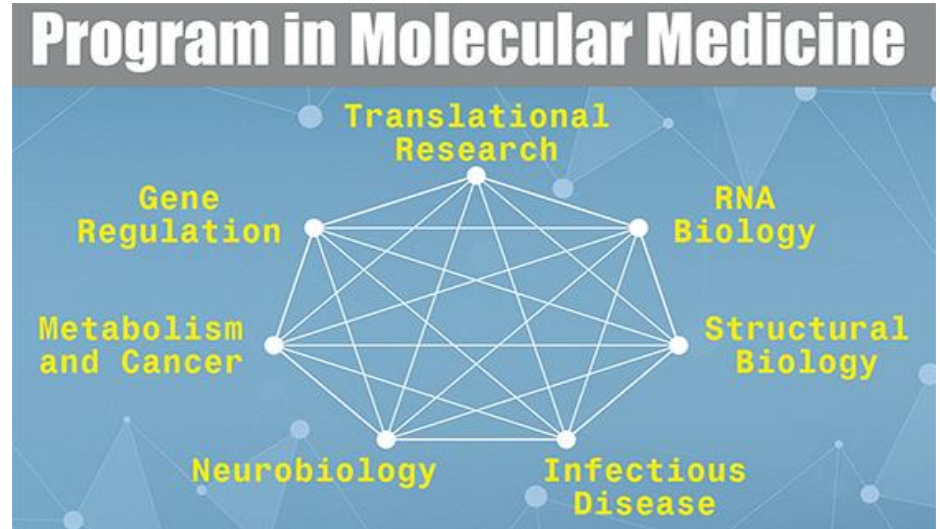 Program in Molecular Medicine
Translational
Research
Gene
Regulation
RNA
Biology
Metabolism
and Cancer
Structural
Biology
Neurobiology
Infectious
Disease